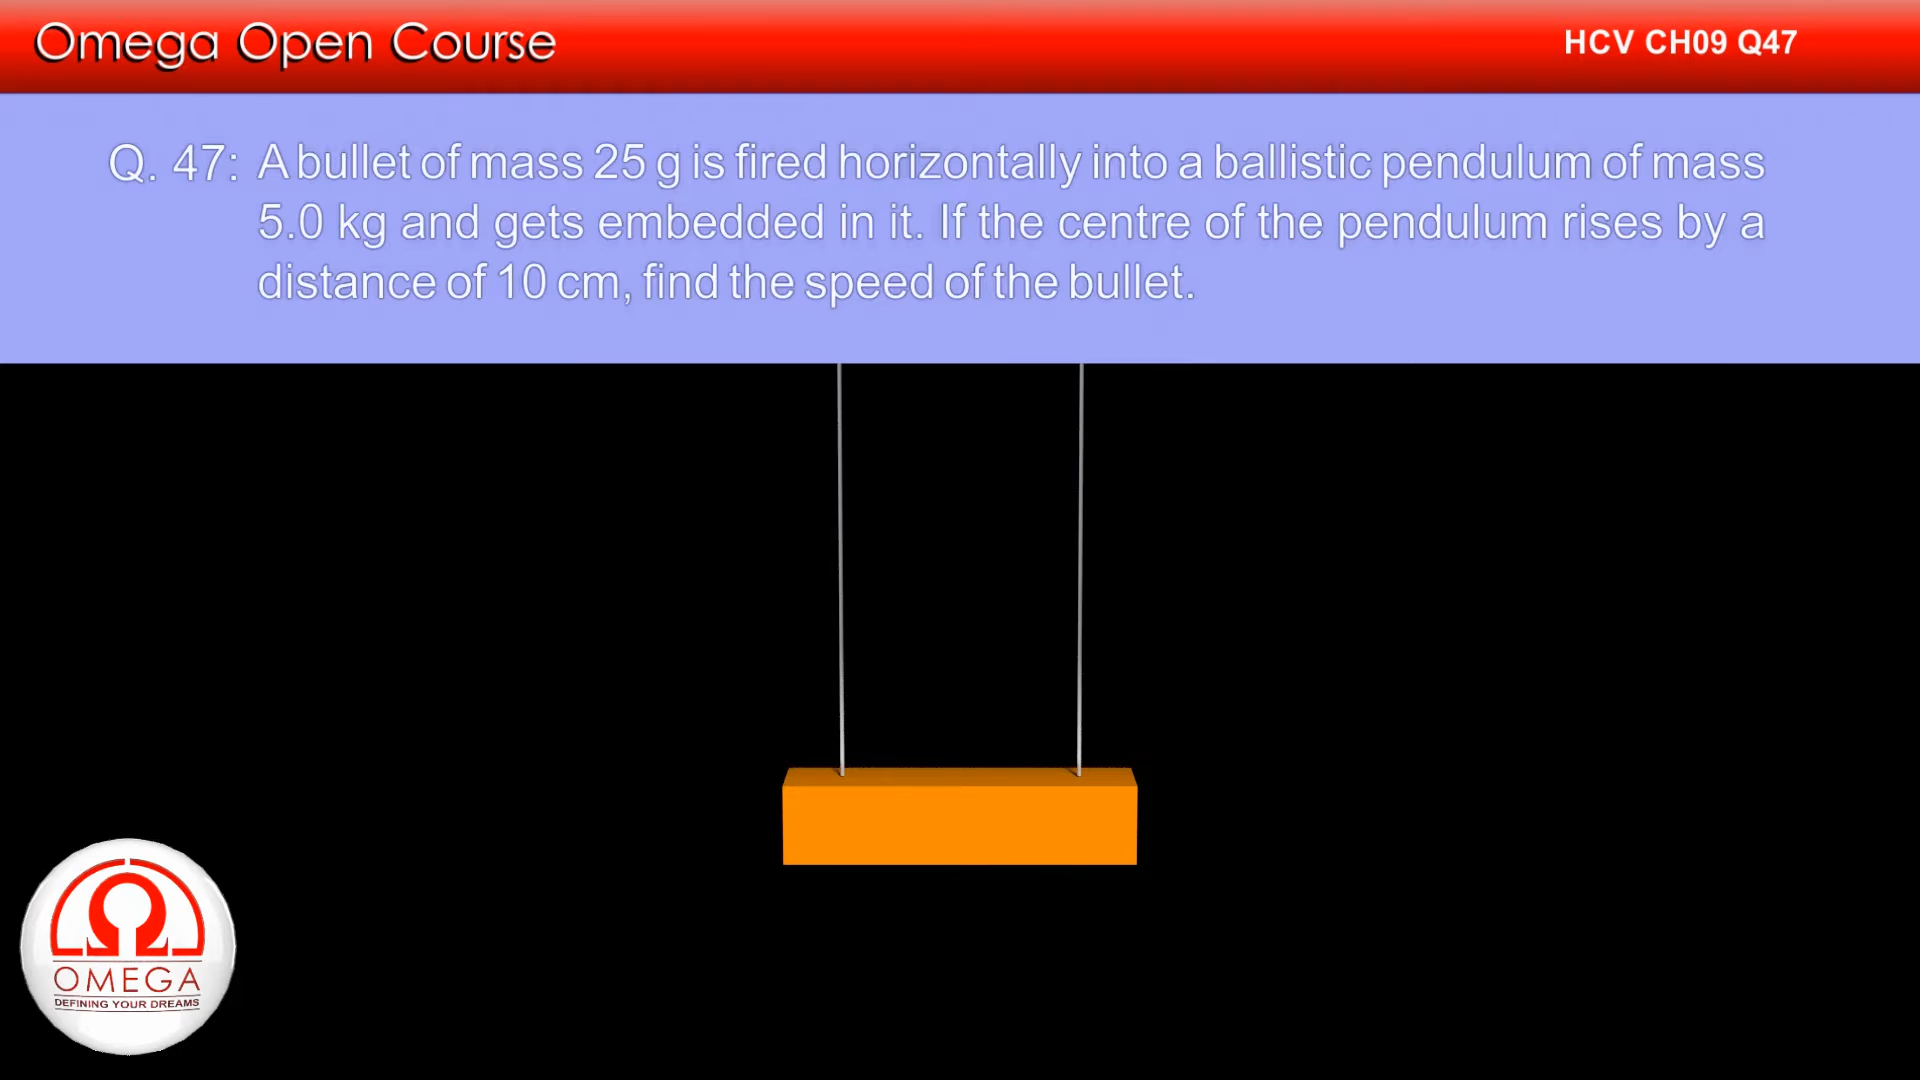 Omega Open Course
HCV CH09 Q47
Q. 47: A bullet of mass 25 g is fired horizontally into a ballistic pendulum of mass
5.0 kg and gets embedded in it. If the centre of the pendulum rises by a
distance of 10 cm, find the speed of the bullet.
Ω
OMEGA
DEFINING YOUR DREAMS